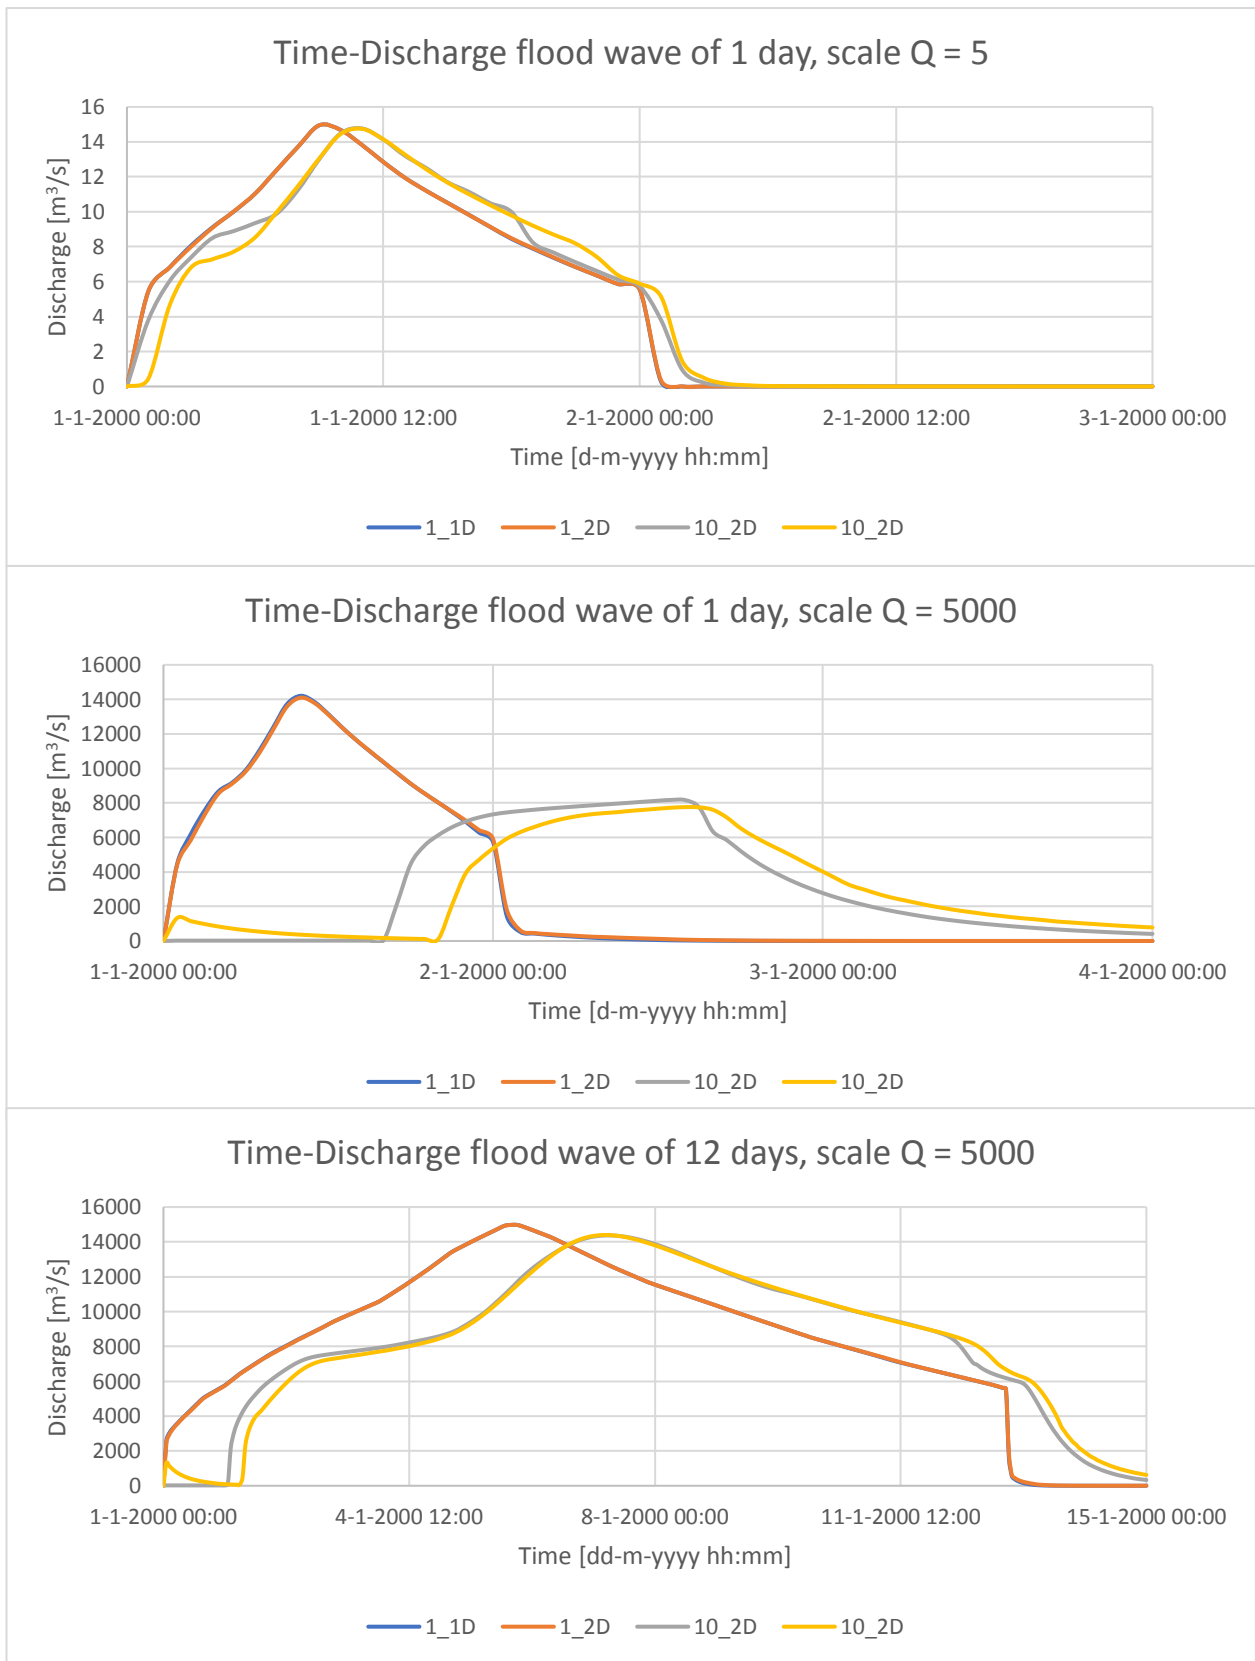 Time-Discharge flood wave of 1 day, scale Q = 5
Discharge [m³/s]
16
14
12
10
8
6
4
2
0
1-1-2000 00:00 1-1-2000 12:00 2-1-2000 00:00 2-1-2000 12:00 3-1-2000 00:00
Time [d-m-yyyy hh:mm]
1_1D 1_2D 10_2D 10_2D
Time-Discharge flood wave of 1 day, scale Q = 5000
Discharge [m³/s]
16000
14000
12000
10000
8000
6000
4000
2000
0
1-1-2000 00:00 2-1-2000 00:00 3-1-2000 00:00 4-1-2000 00:00
Time [d-m-yyyy hh:mm]
1_1D 1_2D 10_2D 10_2D
Time-Discharge flood wave of 12 days, scale Q = 5000
Discharge [m³/s]
16000
14000
12000
10000
8000
6000
4000
2000
0
1-1-2000 00:00 4-1-2000 12:00 8-1-2000 00:00 11-1-2000 12:00 15-1-2000 00:00
Time [dd-m-yyyy hh:mm]
1_1D 1_2D 10_2D 10_2D